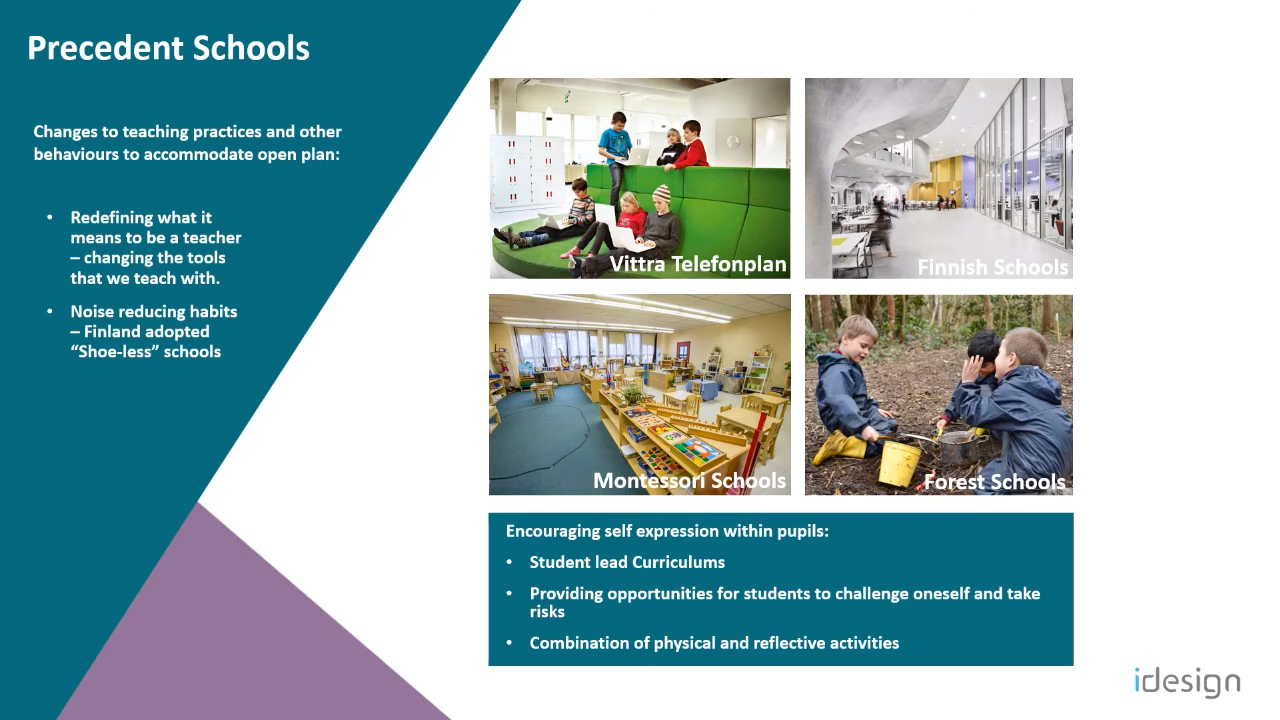 Precedent Schools
Changes to teaching practices and other
behaviours to accommodate open plan:
• Redefining what it
means to be a teacher
– changing the tools
that we teach with.
• Noise reducing habits
– Finland adopted
“Shoe-less” schools
Vittra Telefonplan
Finnish Schools
Montessori Schools
Forest Schools
Encouraging self expression within pupils:
• Student lead Curriculums
• Providing opportunities for students to challenge oneself and take
risks
• Combination of physical and reflective activities
idesign